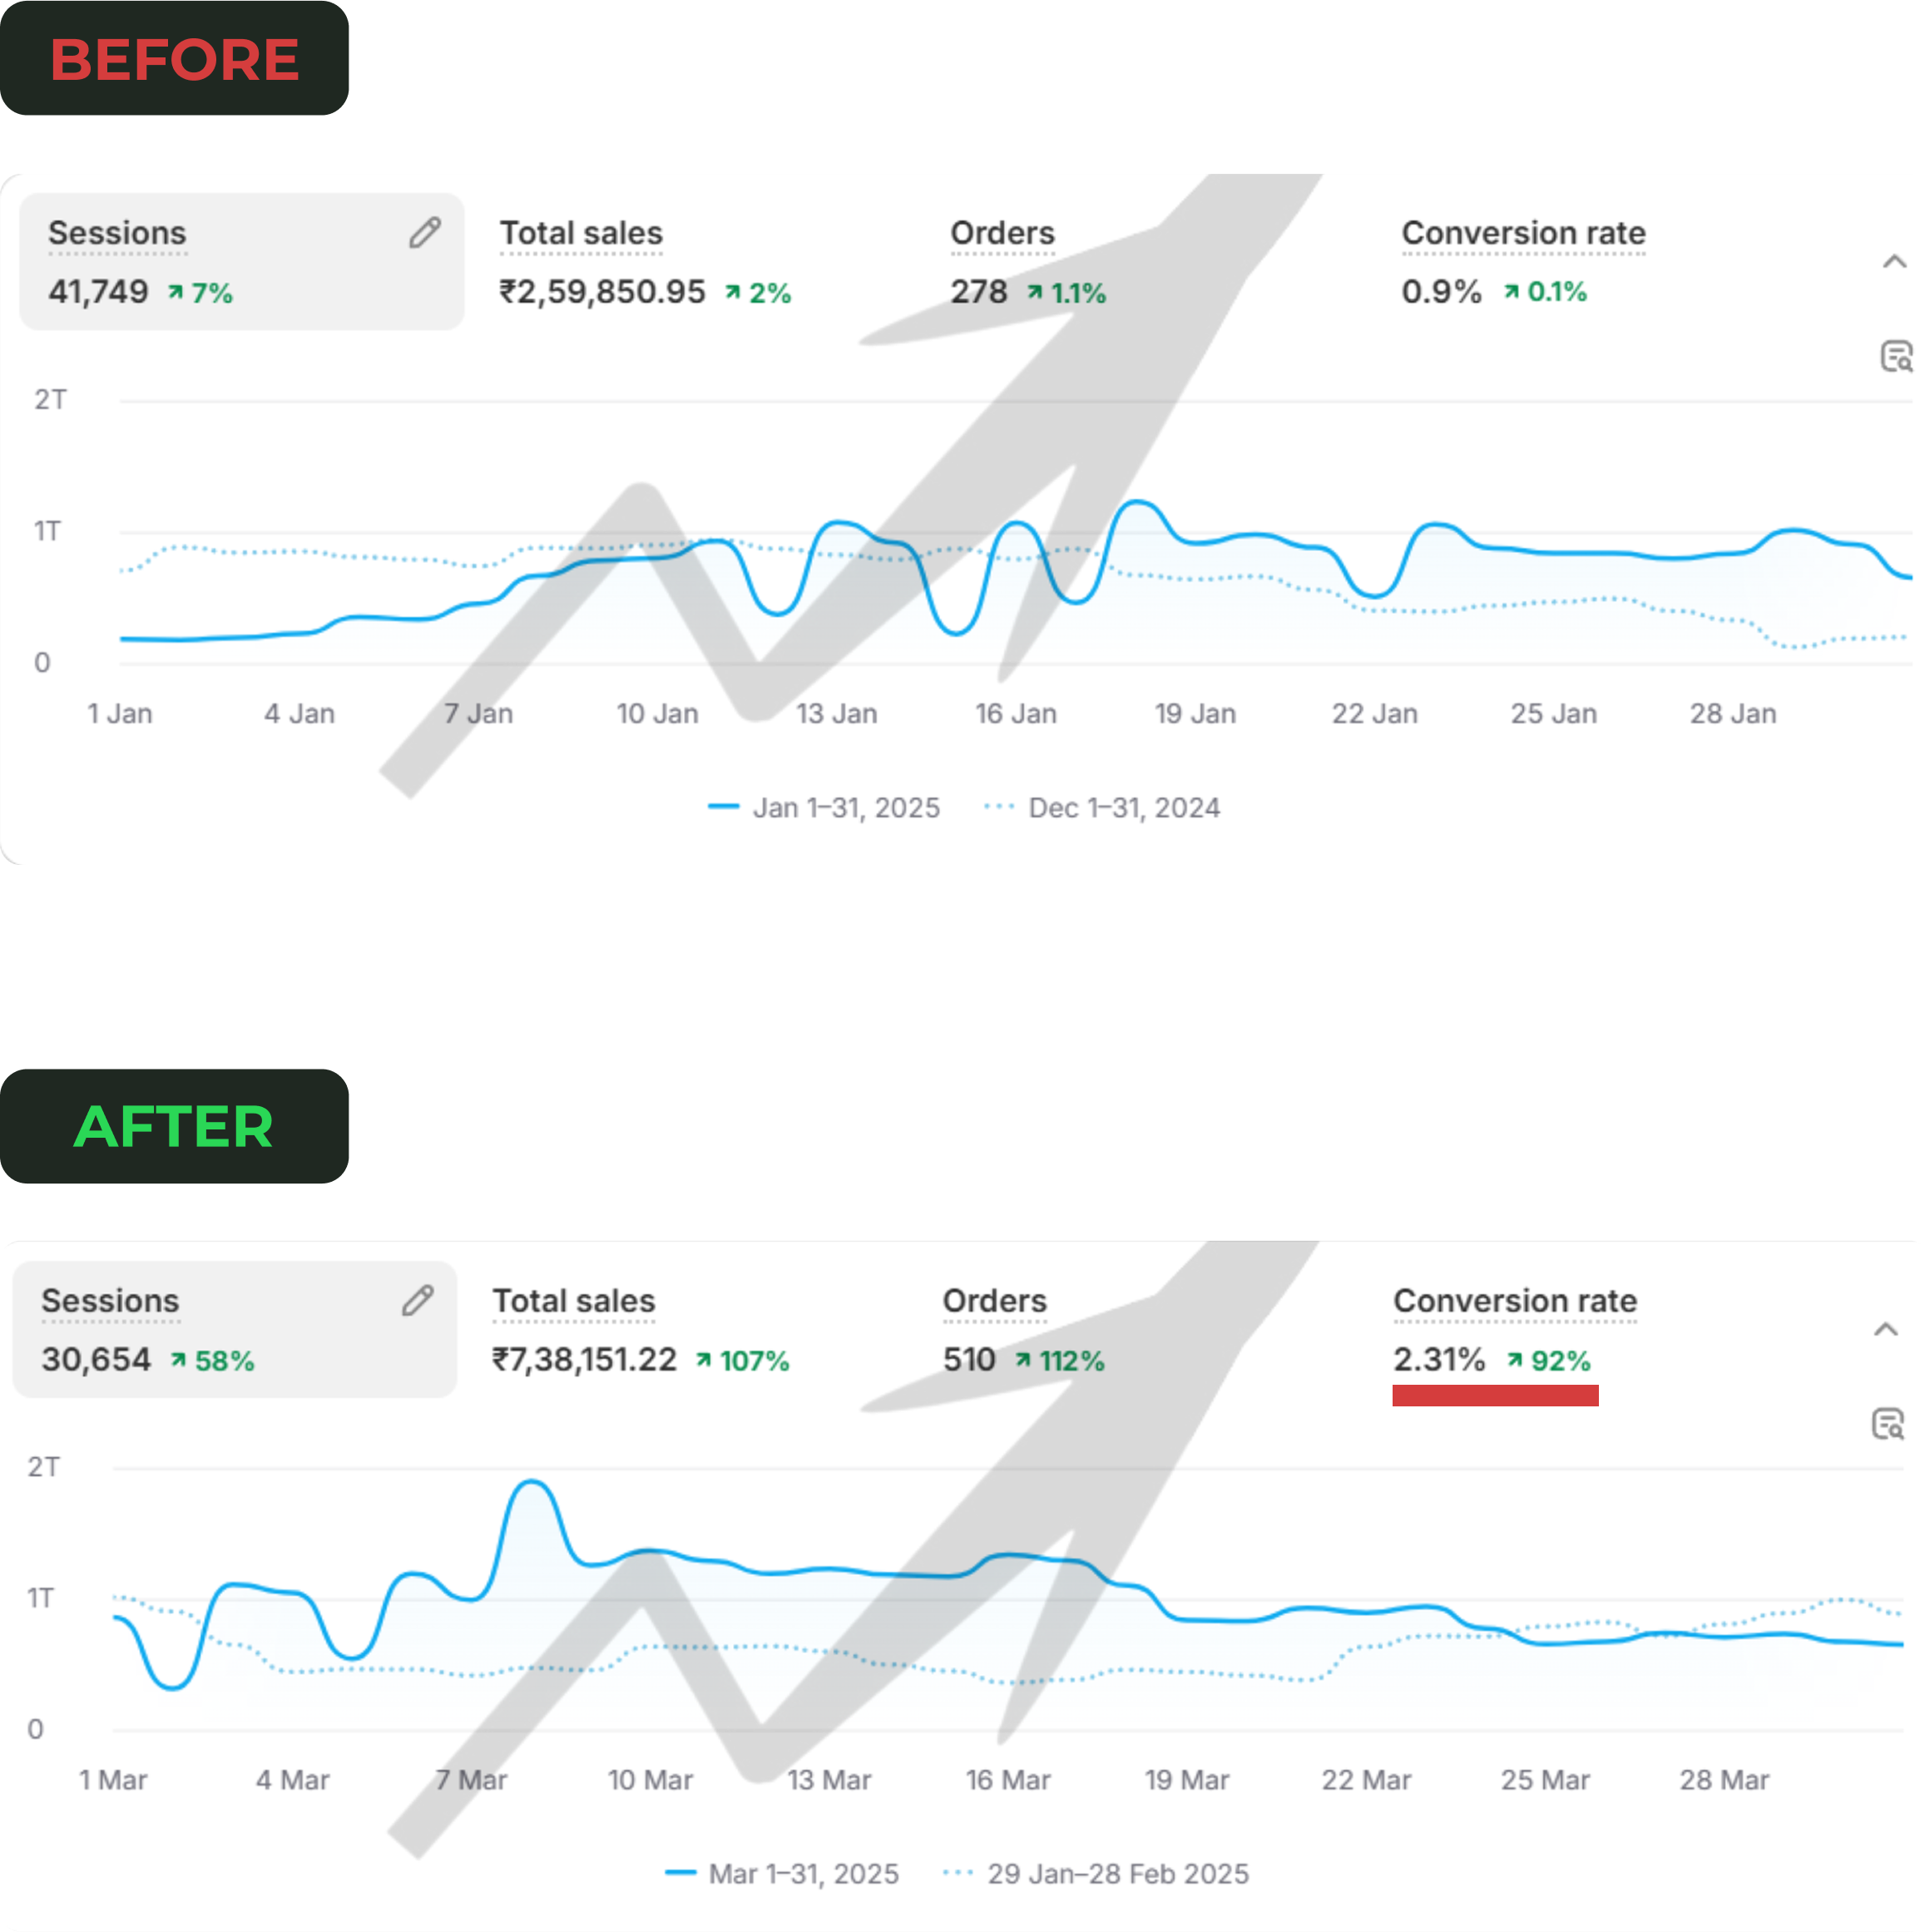 BEFORE
Sessions Total sales Orders Conversion rate
41,749 7% ₹2,59,850.95 2% 278 1.1% 0.9% 0.1%
2T
1T
0
1 Jan 4 Jan 7 Jan 10 Jan 13 Jan 16 Jan 19 Jan 22 Jan 25 Jan 28 Jan
Jan 1–31, 2025 Dec 1–31, 2024
AFTER
Sessions Total sales Orders Conversion rate
30,654 58% ₹7,38,151.22 107% 510 112% 2.31% 92%
2T
1T
0
1 Mar 4 Mar 7 Mar 10 Mar 13 Mar 16 Mar 19 Mar 22 Mar 25 Mar 28 Mar
Mar 1–31, 2025 29 Jan–28 Feb 2025